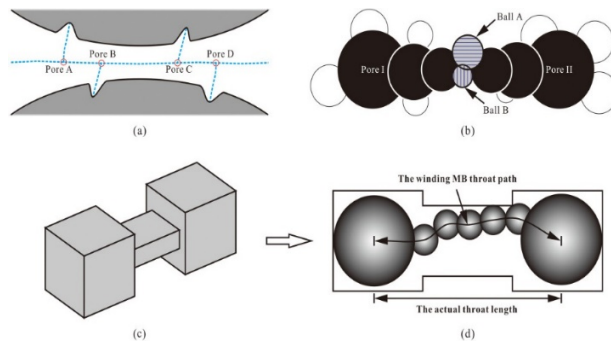 Pore A
Pore B
Pore C
Pore D
(a)
Ball A
Pore I
Pore II
Ball B
(b)
(c)
The winding MB throat path
The actual throat length
(d)